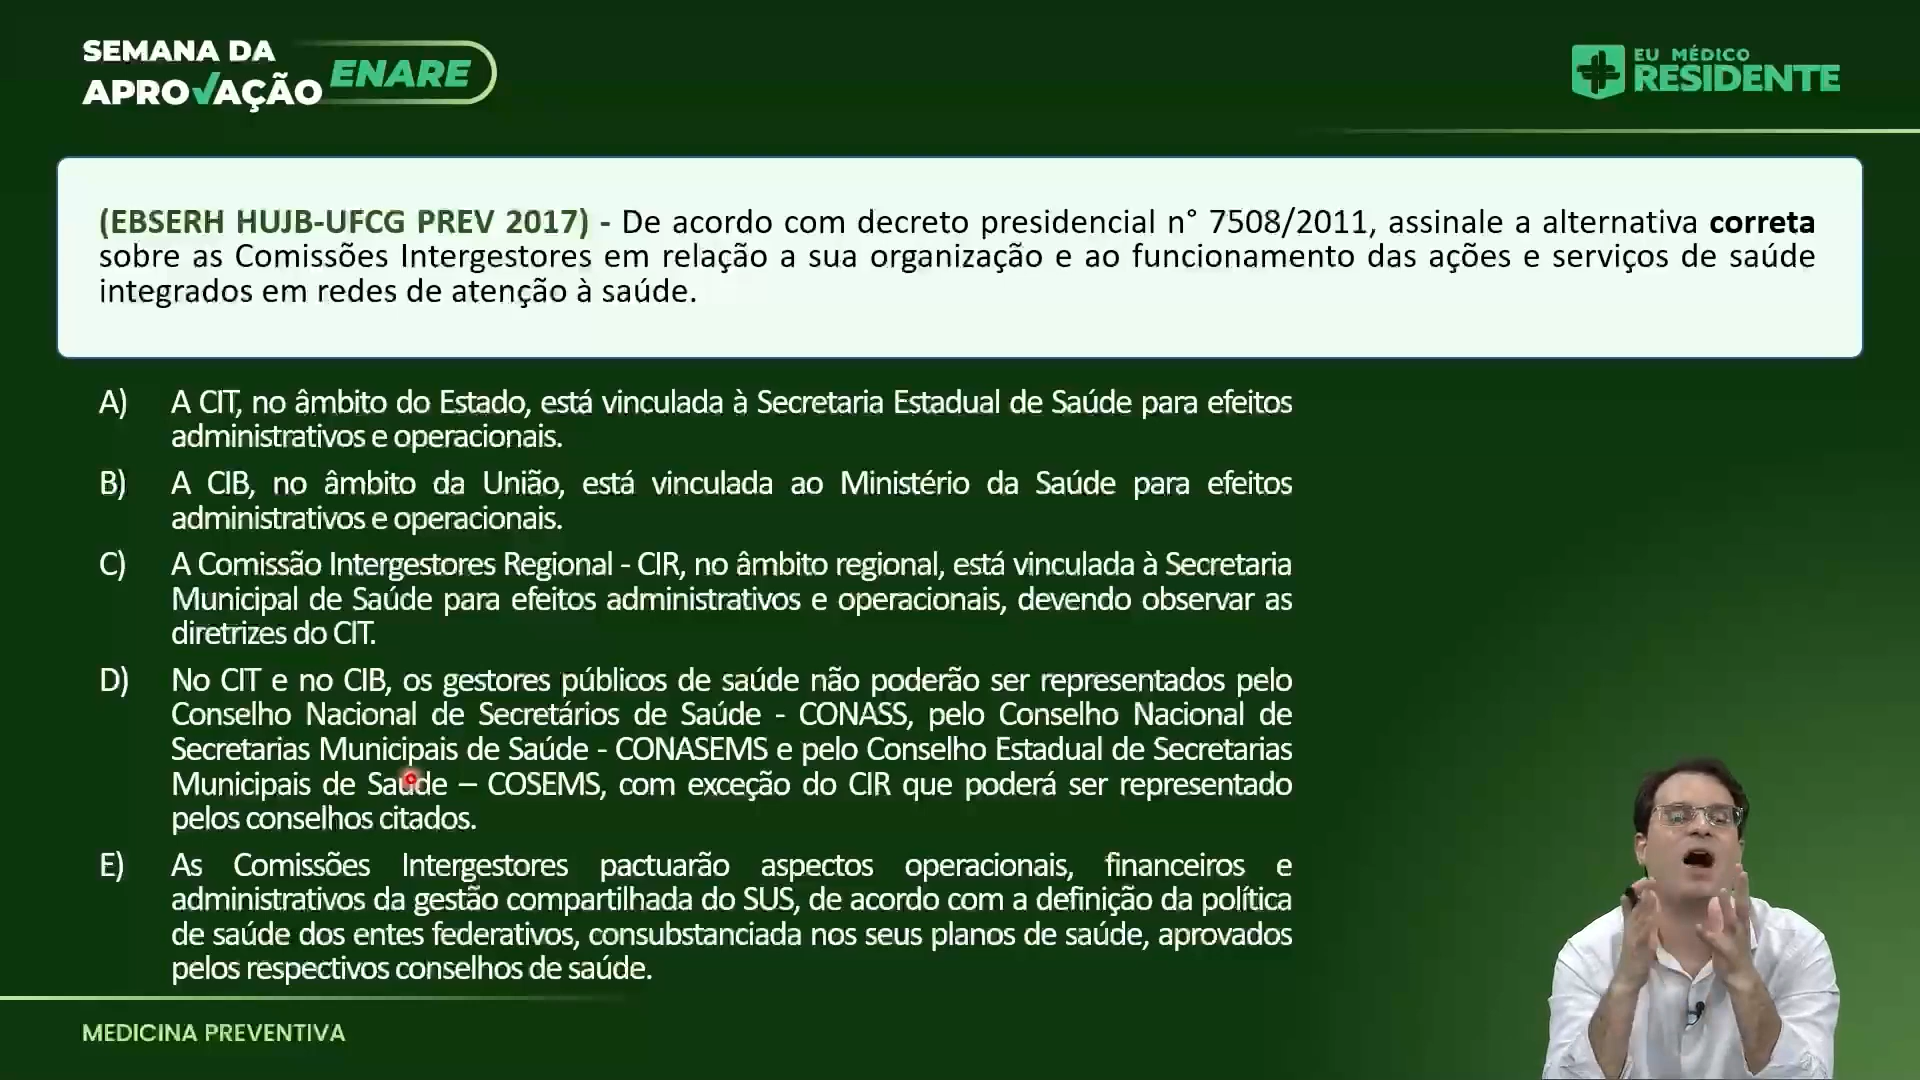 SEMANA DA
APROVAÇÃO ENARE
EU MÉDICO
RESIDENTE
(EBSERH HUJB-UFCG PREV 2017) - De acordo com decreto presidencial n° 7508/2011, assinale a alternativa correta
sobre as Comissões Intergestores em relação a sua organização e ao funcionamento das ações e serviços de saúde
integrados em redes de atenção à saúde.
A) A CIT, no âmbito do Estado, está vinculada à Secretaria Estadual de Saúde para efeitos
administrativos e operacionais.
B) A CIB, no âmbito da União, está vinculada ao Ministério da Saúde para efeitos
administrativos e operacionais.
C) A Comissão Intergestores Regional - CIR, no âmbito regional, está vinculada à Secretaria
Municipal de Saúde para efeitos administrativos e operacionais, devendo observar as
diretrizes do CIT.
D) No CIT e no CIB, os gestores públicos de saúde não poderão ser representados pelo
Conselho Nacional de Secretários de Saúde - CONASS, pelo Conselho Nacional de
Secretarias Municipais de Saúde - CONASEMS e pelo Conselho Estadual de Secretarias
Municipais de Saúde – COSEMS, com exceção do CIR que poderá ser representado
pelos conselhos citados.
E) As Comissões Intergestores pactuarão aspectos operacionais, financeiros e
administrativos da gestão compartilhada do SUS, de acordo com a definição da política
de saúde dos entes federativos, consubstanciada nos seus planos de saúde, aprovados
pelos respectivos conselhos de saúde.
MEDICINA PREVENTIVA